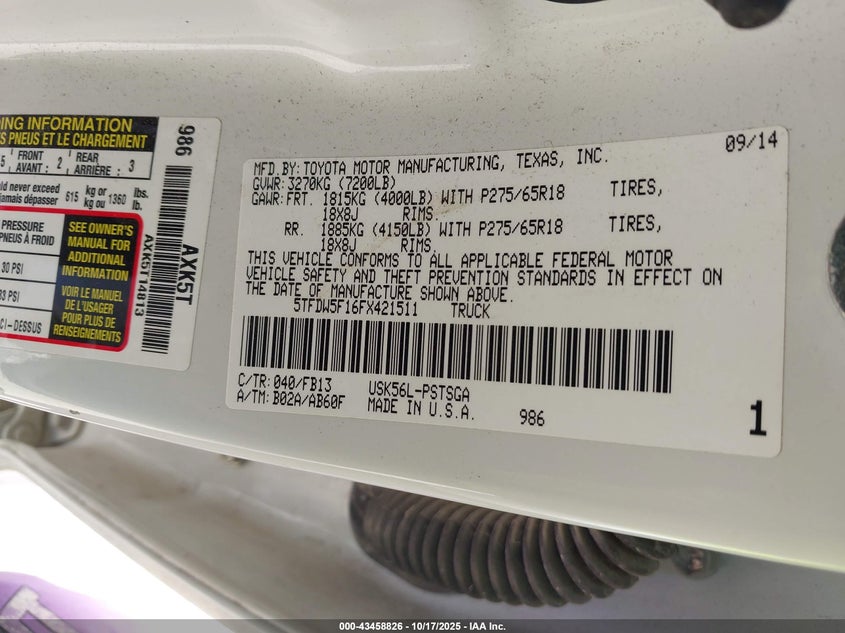 ING INFORMATION
S PNEUS ET LE CHARGEMENT
5 FRONT AVANT : 2 REAR ARRIÈRE : 3
ld never exceed
jamais dépasser 615 kg or kg ou 1360 lbs. lb.
PRESSURE
PNEUS À FROID
30 PSI
33 PSI
CI-DESSUS
SEE OWNER'S
MANUAL FOR
ADDITIONAL
INFORMATION
VOIR LE MANUEL
DE L'USAGER
POUR PLUS DE
RENSEIGNEMENTS
986
AXK5T
AXK5T14813
09/14
MFD.BY:TOYOTA MOTOR MANUFACTURING, TEXAS, INC.
GVWR:3270KG (7200LB)
GAWR:FRT. 1815KG (4000LB) WITH P275/65R18 TIRES,
18X8J RIMS.
RR. 1885KG (4150LB) WITH P275/65R18 TIRES,
18X8J RIMS.
THIS VEHICLE CONFORMS TO ALL APPLICABLE FEDERAL MOTOR
VEHICLE SAFETY AND THEFT PREVENTION STANDARDS IN EFFECT ON
THE DATE OF MANUFACTURE SHOWN ABOVE.
5TFDW5F16FX421511 TRUCK
C/TR:040/FB13 USK56L-PSTSGA
A/TM:B02A/AB60F MADE IN U.S.A. 986
1
000-43458826 - 10/17/2025 - IAA Inc.